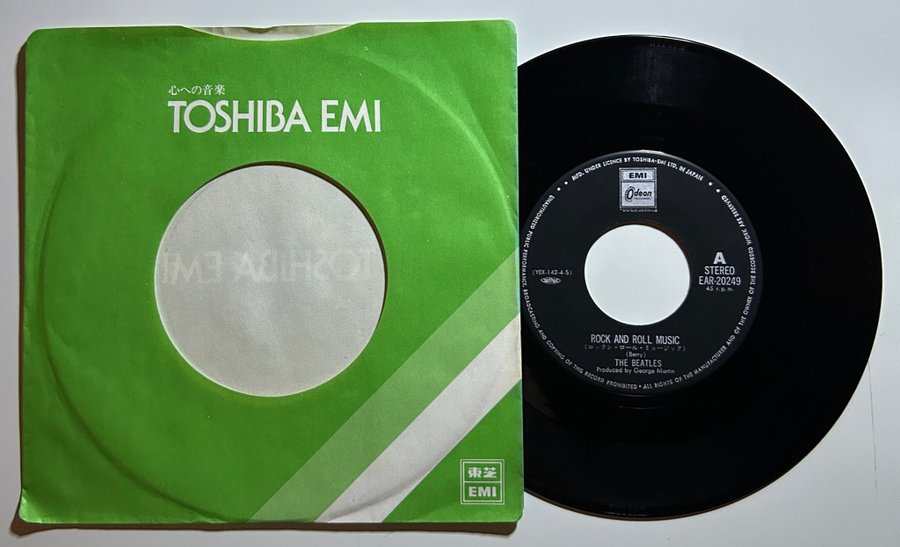 心への音楽
TOSHIBA EMI
TOSHIBA EMI
東芝
EMI
MFD. UNDER LICENCE BY TOSHIBA-EMI LTD. IN JAPAN
EMI
Odeon
(YEX-142-4-S)
A
STEREO
EAR-20249
45 r.p.m.
ROCK AND ROLL MUSIC
(ロックン・ロール・ミュージック)
(Berry)
THE BEATLES
Produced by George Martin
UNAUTHORIZED PUBLIC PERFORMANCE, BROADCASTING AND COPYING OF THIS RECORD PROHIBITED • ALL RIGHTS OF THE MANUFACTURER AND OF THE OWNER OF THE RECORDED WORK ARE RESERVED